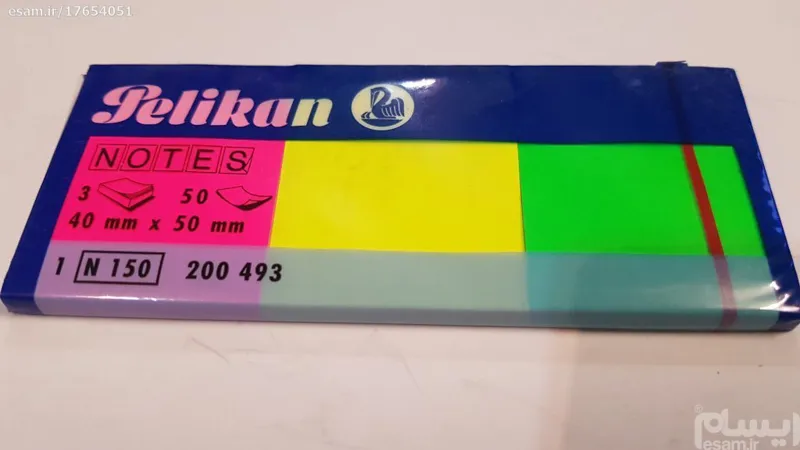 esam.ir/17654051
Pelikan
NOTES
3 50
40 mm x 50 mm
1 N 150 200 493
ایسام
esam.ir